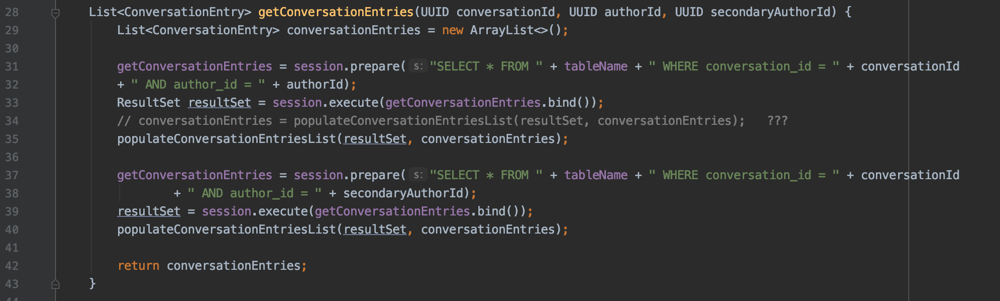 28 List<ConversationEntry> getConversationEntries(UUID conversationId, UUID authorId, UUID secondaryAuthorId) {
29 List<ConversationEntry> conversationEntries = new ArrayList<>();
30
31 getConversationEntries = session.prepare( s: "SELECT * FROM " + tableName + " WHERE conversation_id = " + conversationId
32 + " AND author_id = " + authorId);
33 ResultSet resultSet = session.execute(getConversationEntries.bind());
34 // conversationEntries = populateConversationEntriesList(resultSet, conversationEntries); ???
35 populateConversationEntriesList(resultSet, conversationEntries);
36
37 getConversationEntries = session.prepare( s: "SELECT * FROM " + tableName + " WHERE conversation_id = " + conversationId
38 + " AND author_id = " + secondaryAuthorId);
39 resultSet = session.execute(getConversationEntries.bind());
40 populateConversationEntriesList(resultSet, conversationEntries);
41
42 return conversationEntries;
43 }
44